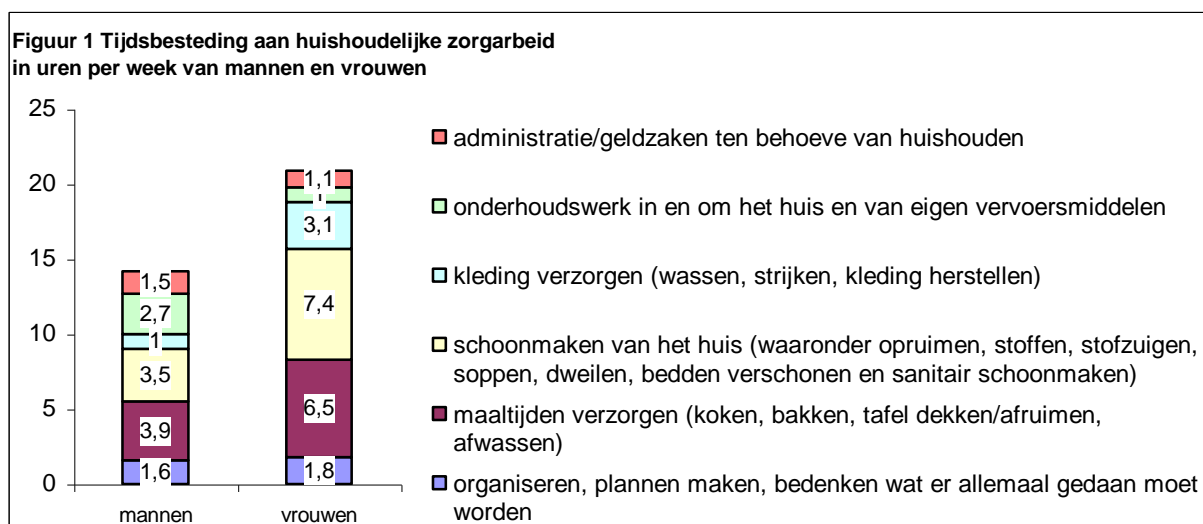 Figuur 1 Tijdsbesteding aan huishoudelijke zorgarbeid
in uren per week van mannen en vrouwen
25
20
15
10
5
0
1,5
2,7
1
3,5
3,9
1,6
1,1
1
3,1
7,4
6,5
1,8
mannen
vrouwen
administratie/geldzaken ten behoeve van huishouden
onderhoudswerk in en om het huis en van eigen vervoersmiddelen
kleding verzorgen (wassen, strijken, kleding herstellen)
schoonmaken van het huis (waaronder opruimen, stoffen, stofzuigen,
soppen, dweilen, bedden verschonen en sanitair schoonmaken)
maaltijden verzorgen (koken, bakken, tafel dekken/afruimen,
afwassen)
organiseren, plannen maken, bedenken wat er allemaal gedaan moet
worden